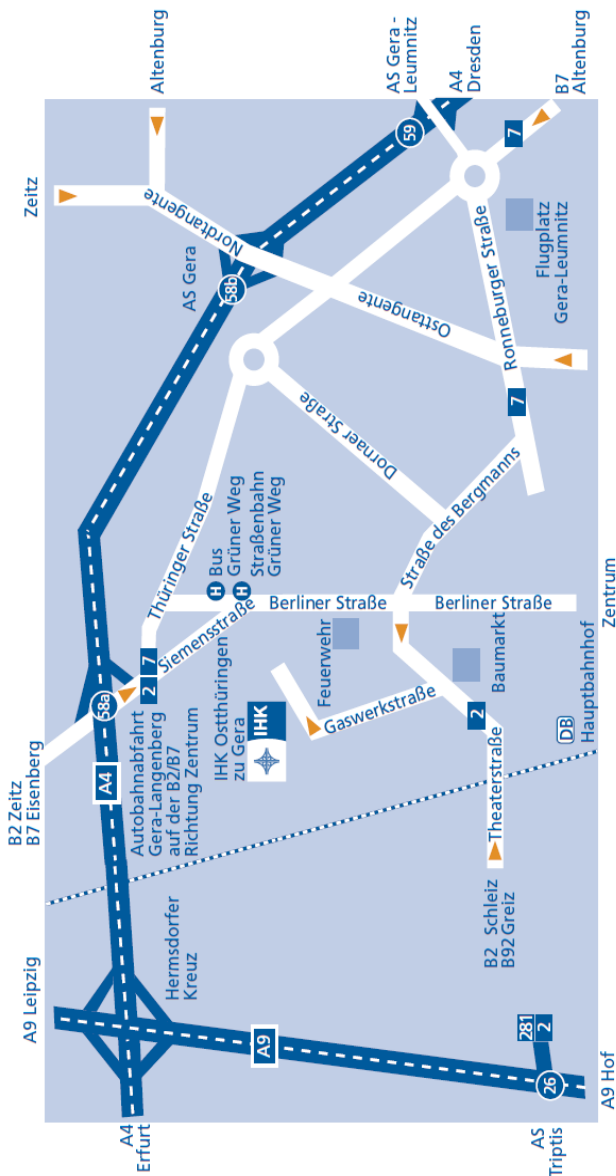 A9 Leipzig
B2 Zeitz
B7 Eisenberg
Zeitz
Altenburg
A4
Erfurt
Hermsdorfer
Kreuz
A4
58a
Autobahnabfahrt
Gera-Langenberg
auf der B2/B7
Richtung Zentrum
2
7
Siemensstraße
Thüringer Straße
AS Gera
58b
Nordtangente
59
AS Gera -
Leumnitz
A4
Dresden
A9
IHK Ostthüringen
zu Gera
IHK
H
Bus
Grüner Weg
H
Straßenbahn
Grüner Weg
Feuerwehr
Gaswerkstraße
Berliner Straße
Berliner Straße
Dornaer Straße
Osttangente
Straße des Bergmanns
Ronneburger Straße
7
7
B7
Altenburg
Flugplatz
Gera-Leumnitz
Baumarkt
2
Theaterstraße
B2 Schleiz
B92 Greiz
DB
Hauptbahnhof
Zentrum
281
2
26
AS
Triptis
A9 Hof